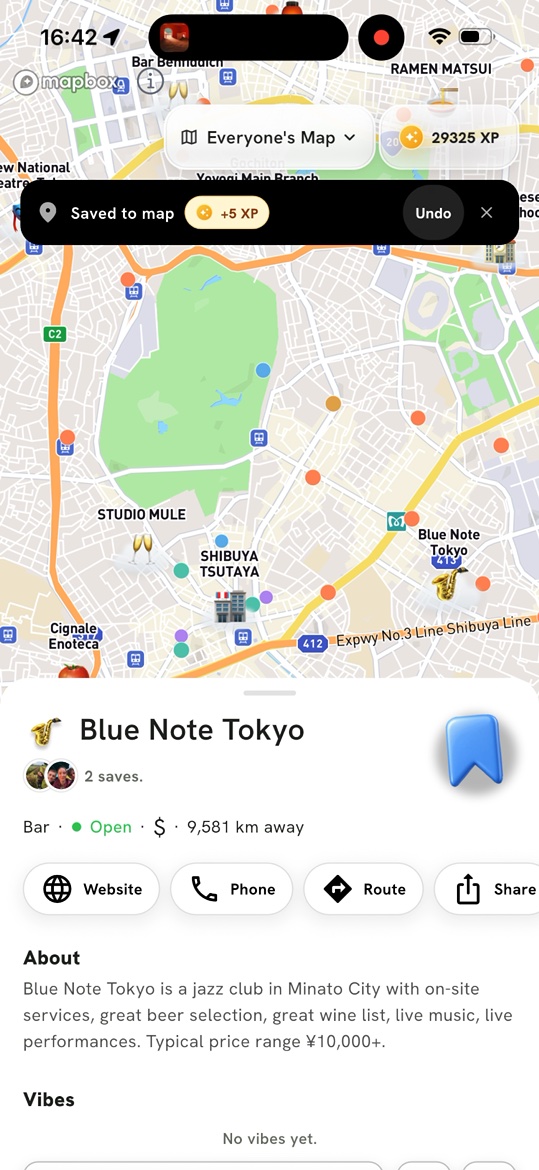 16:42
Bar Benfiddich
RAMEN MATSUI
mapbox
Everyone's Map
20
29325 XP
Yoyogi Main Branch
Saved to map
+5 XP
Undo
C2
STUDIO MULE
Blue Note
Tokyo
413
SHIBUYA
TSUTAYA
Cignale
Enoteca
317
412
Expwy No.3 Line Shibuya Line
Blue Note Tokyo
2 saves.
Bar · Open · $ · 9,581 km away
Website
Phone
Route
Share
About
Blue Note Tokyo is a jazz club in Minato City with on-site
services, great beer selection, great wine list, live music, live
performances. Typical price range ¥10,000+.
Vibes
No vibes yet.